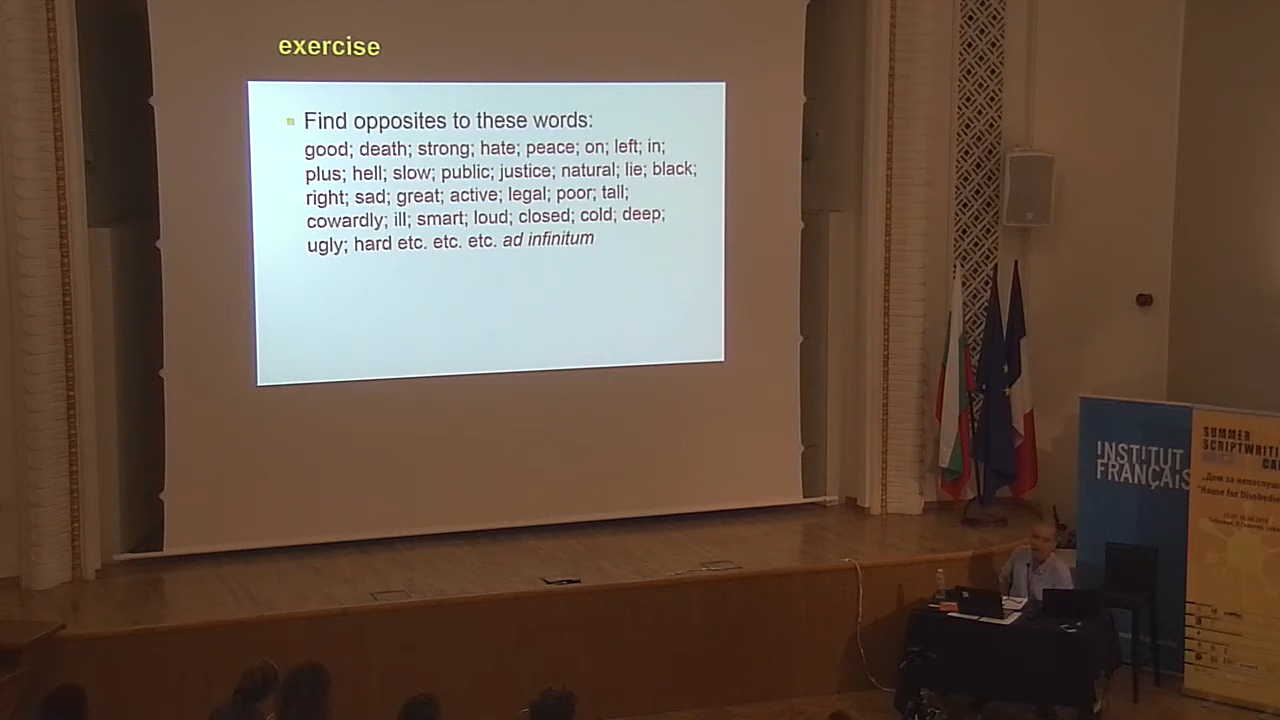 exercise
Find opposites to these words:
good; death; strong; hate; peace; on; left; in;
plus; hell; slow; public; justice; natural; lie; black;
right; sad; great; active; legal; poor; tall;
cowardly; ill; smart; loud; closed; cold; deep;
ugly; hard etc. etc. etc. ad infinitum
INSTITUT
FRANÇAIS
SUMMER
SCRIPTWRITI
CA
"House for Disobedie